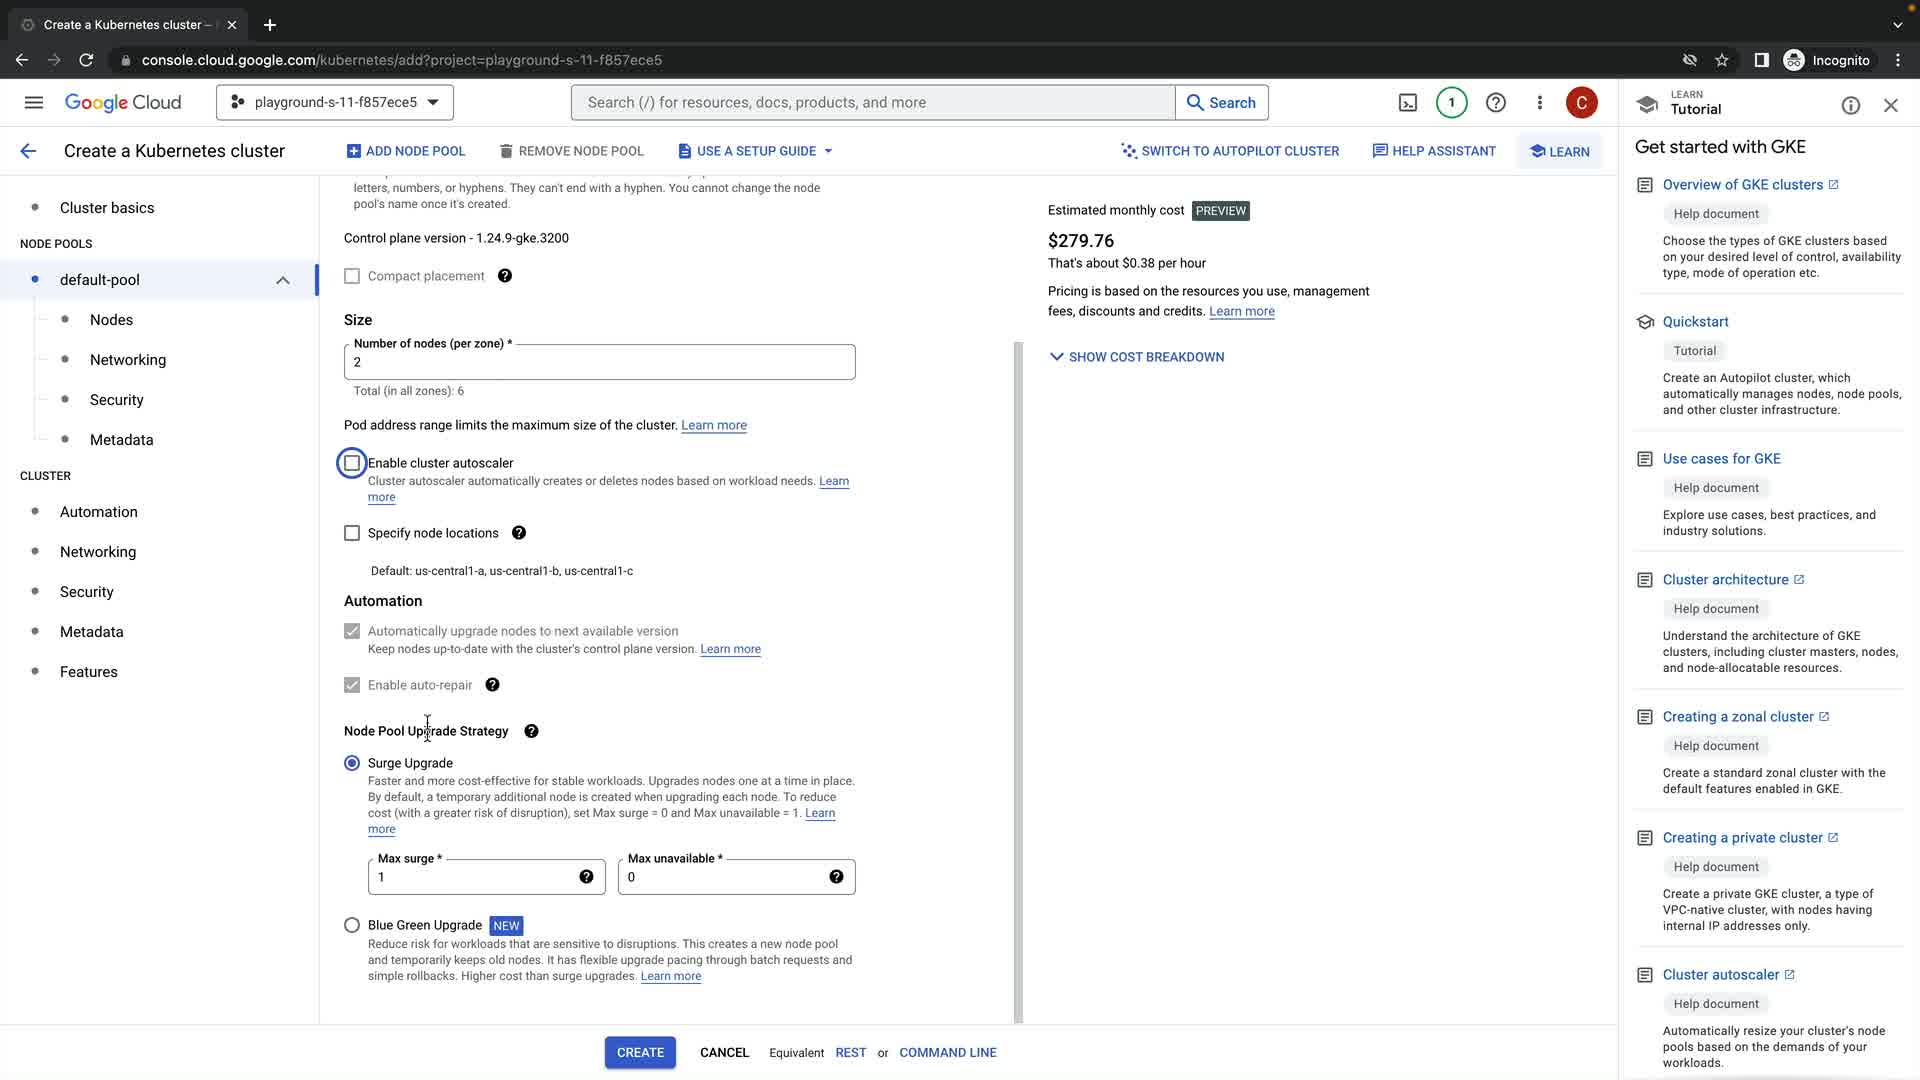 Create a Kubernetes cluster –
console.cloud.google.com/kubernetes/add?project=playground-s-11-f857ece5
Incognito
Google Cloud
playground-s-11-f857ece5
Search (/) for resources, docs, products, and more
Search
1
C
LEARN
Tutorial
Create a Kubernetes cluster
ADD NODE POOL
REMOVE NODE POOL
USE A SETUP GUIDE
SWITCH TO AUTOPILOT CLUSTER
HELP ASSISTANT
LEARN
Cluster basics
NODE POOLS
default-pool
Nodes
Networking
Security
Metadata
CLUSTER
Automation
Networking
Security
Metadata
Features
letters, numbers, or hyphens. They can't end with a hyphen. You cannot change the node
pool's name once it's created.
Control plane version - 1.24.9-gke.3200
Compact placement
Size
Number of nodes (per zone) *
2
Total (in all zones): 6
Pod address range limits the maximum size of the cluster. Learn more
Enable cluster autoscaler
Cluster autoscaler automatically creates or deletes nodes based on workload needs. Learn
more
Specify node locations
Default: us-central1-a, us-central1-b, us-central1-c
Automation
Automatically upgrade nodes to next available version
Keep nodes up-to-date with the cluster's control plane version. Learn more
Enable auto-repair
Node Pool Upgrade Strategy
Surge Upgrade
Faster and more cost-effective for stable workloads. Upgrades nodes one at a time in place.
By default, a temporary additional node is created when upgrading each node. To reduce
cost (with a greater risk of disruption), set Max surge = 0 and Max unavailable = 1. Learn
more
Max surge *
1
Max unavailable *
0
Blue Green Upgrade NEW
Reduce risk for workloads that are sensitive to disruptions. This creates a new node pool
and temporarily keeps old nodes. It has flexible upgrade pacing through batch requests and
simple rollbacks. Higher cost than surge upgrades. Learn more
Estimated monthly cost PREVIEW
$279.76
That's about $0.38 per hour
Pricing is based on the resources you use, management
fees, discounts and credits. Learn more
SHOW COST BREAKDOWN
CREATE
CANCEL
Equivalent REST or COMMAND LINE
Get started with GKE
Overview of GKE clusters
Help document
Choose the types of GKE clusters based
on your desired level of control, availability
type, mode of operation etc.
Quickstart
Tutorial
Create an Autopilot cluster, which
automatically manages nodes, node pools,
and other cluster infrastructure.
Use cases for GKE
Help document
Explore use cases, best practices, and
industry solutions.
Cluster architecture
Help document
Understand the architecture of GKE
clusters, including cluster masters, nodes,
and node-allocatable resources.
Creating a zonal cluster
Help document
Create a standard zonal cluster with the
default features enabled in GKE.
Creating a private cluster
Help document
Create a private GKE cluster, a type of
VPC-native cluster, with nodes having
internal IP addresses only.
Cluster autoscaler
Help document
Automatically resize your cluster's node
pools based on the demands of your
workloads.